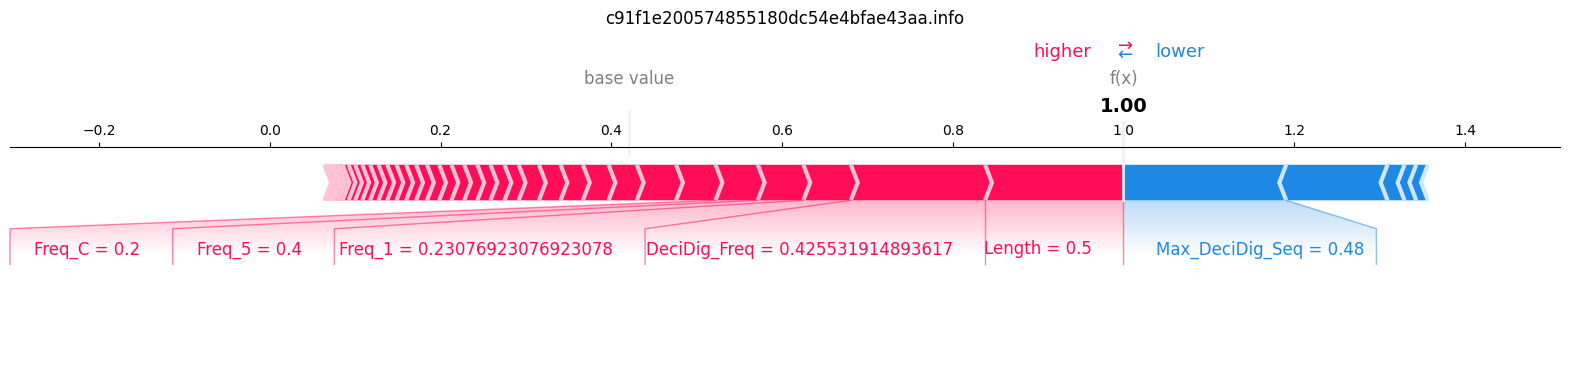 c91f1e200574855180dc54e4bfae43aa.info
higher ⇄ lower
base value f(x)
1.00
−0.2 0.0 0.2 0.4 0.6 0.8 1.0 1.2 1.4
Freq_C = 0.2 Freq_5 = 0.4 Freq_1 = 0.23076923076923078 DeciDig_Freq = 0.425531914893617 Length = 0.5 Max_DeciDig_Seq = 0.48